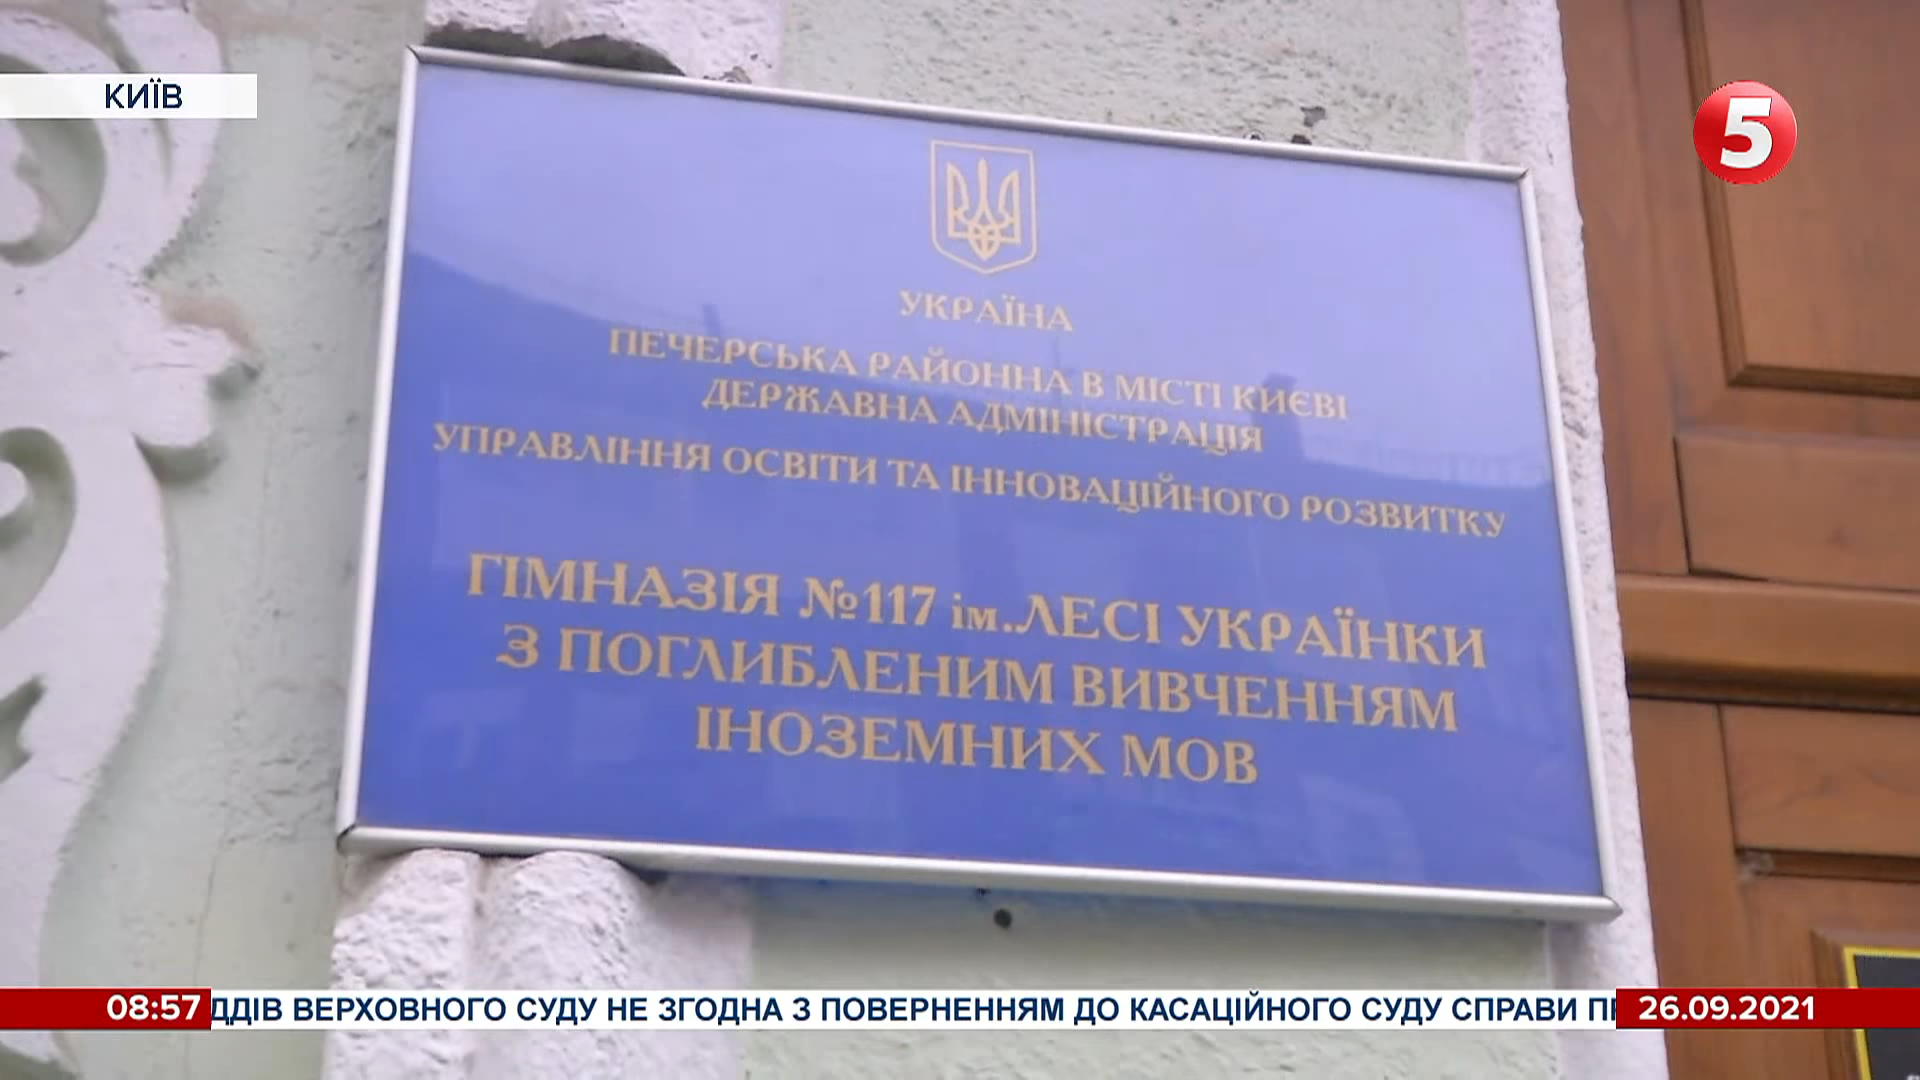 КИЇВ
5
УКРАЇНА
ПЕЧЕРСЬКА РАЙОННА В МІСТІ КИЄВІ
ДЕРЖАВНА АДМІНІСТРАЦІЯ
УПРАВЛІННЯ ОСВІТИ ТА ІННОВАЦІЙНОГО РОЗВИТКУ
ГІМНАЗІЯ №117 ім.ЛЕСІ УКРАЇНКИ
З ПОГЛИБЛЕНИМ ВИВЧЕННЯМ
ІНОЗЕМНИХ МОВ
08:57 ДДІВ ВЕРХОВНОГО СУДУ НЕ ЗГОДНА З ПОВЕРНЕННЯМ ДО КАСАЦІЙНОГО СУДУ СПРАВИ 26.09.2021